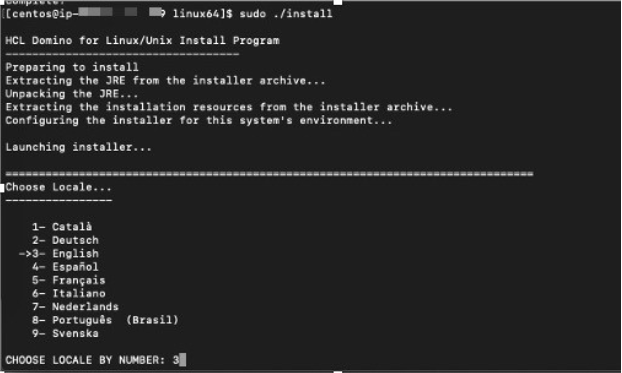 Complete!
[[centos@ip- 9 linux64]$ sudo ./install
HCL Domino for Linux/Unix Install Program
-----------------------------------
Preparing to install
Extracting the JRE from the installer archive...
Unpacking the JRE...
Extracting the installation resources from the installer archive...
Configuring the installer for this system's environment...
Launching installer...
===============================================================================
Choose Locale...
----------------
1- Català
2- Deutsch
->3- English
4- Español
5- Français
6- Italiano
7- Nederlands
8- Português (Brasil)
9- Svenska
CHOOSE LOCALE BY NUMBER: 3